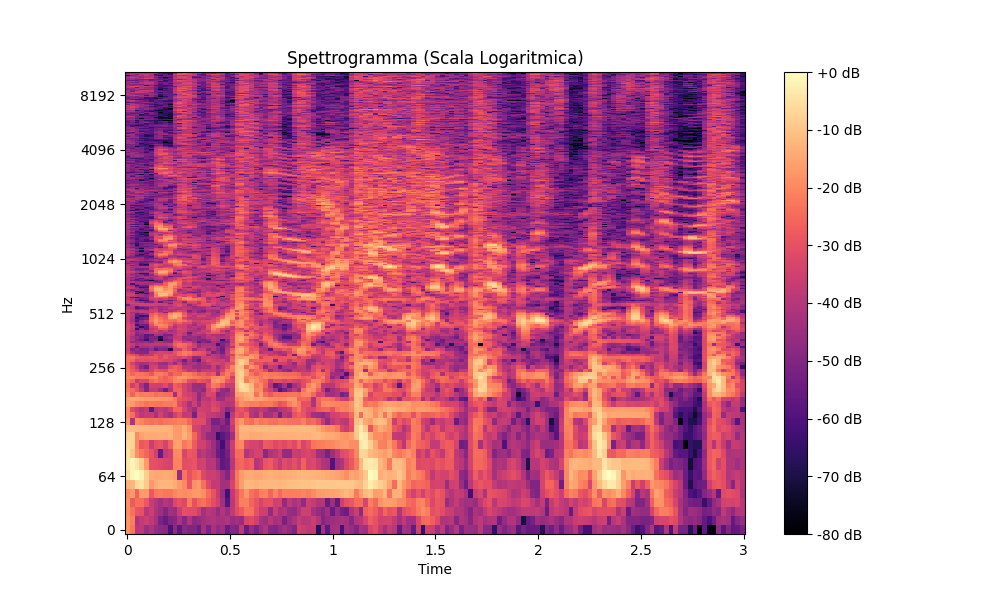 Spettrogramma (Scala Logaritmica)
Hz
8192
4096
2048
1024
512
256
128
64
0
0
0.5
1
1.5
2
2.5
3
Time
+0 dB
-10 dB
-20 dB
-30 dB
-40 dB
-50 dB
-60 dB
-70 dB
-80 dB